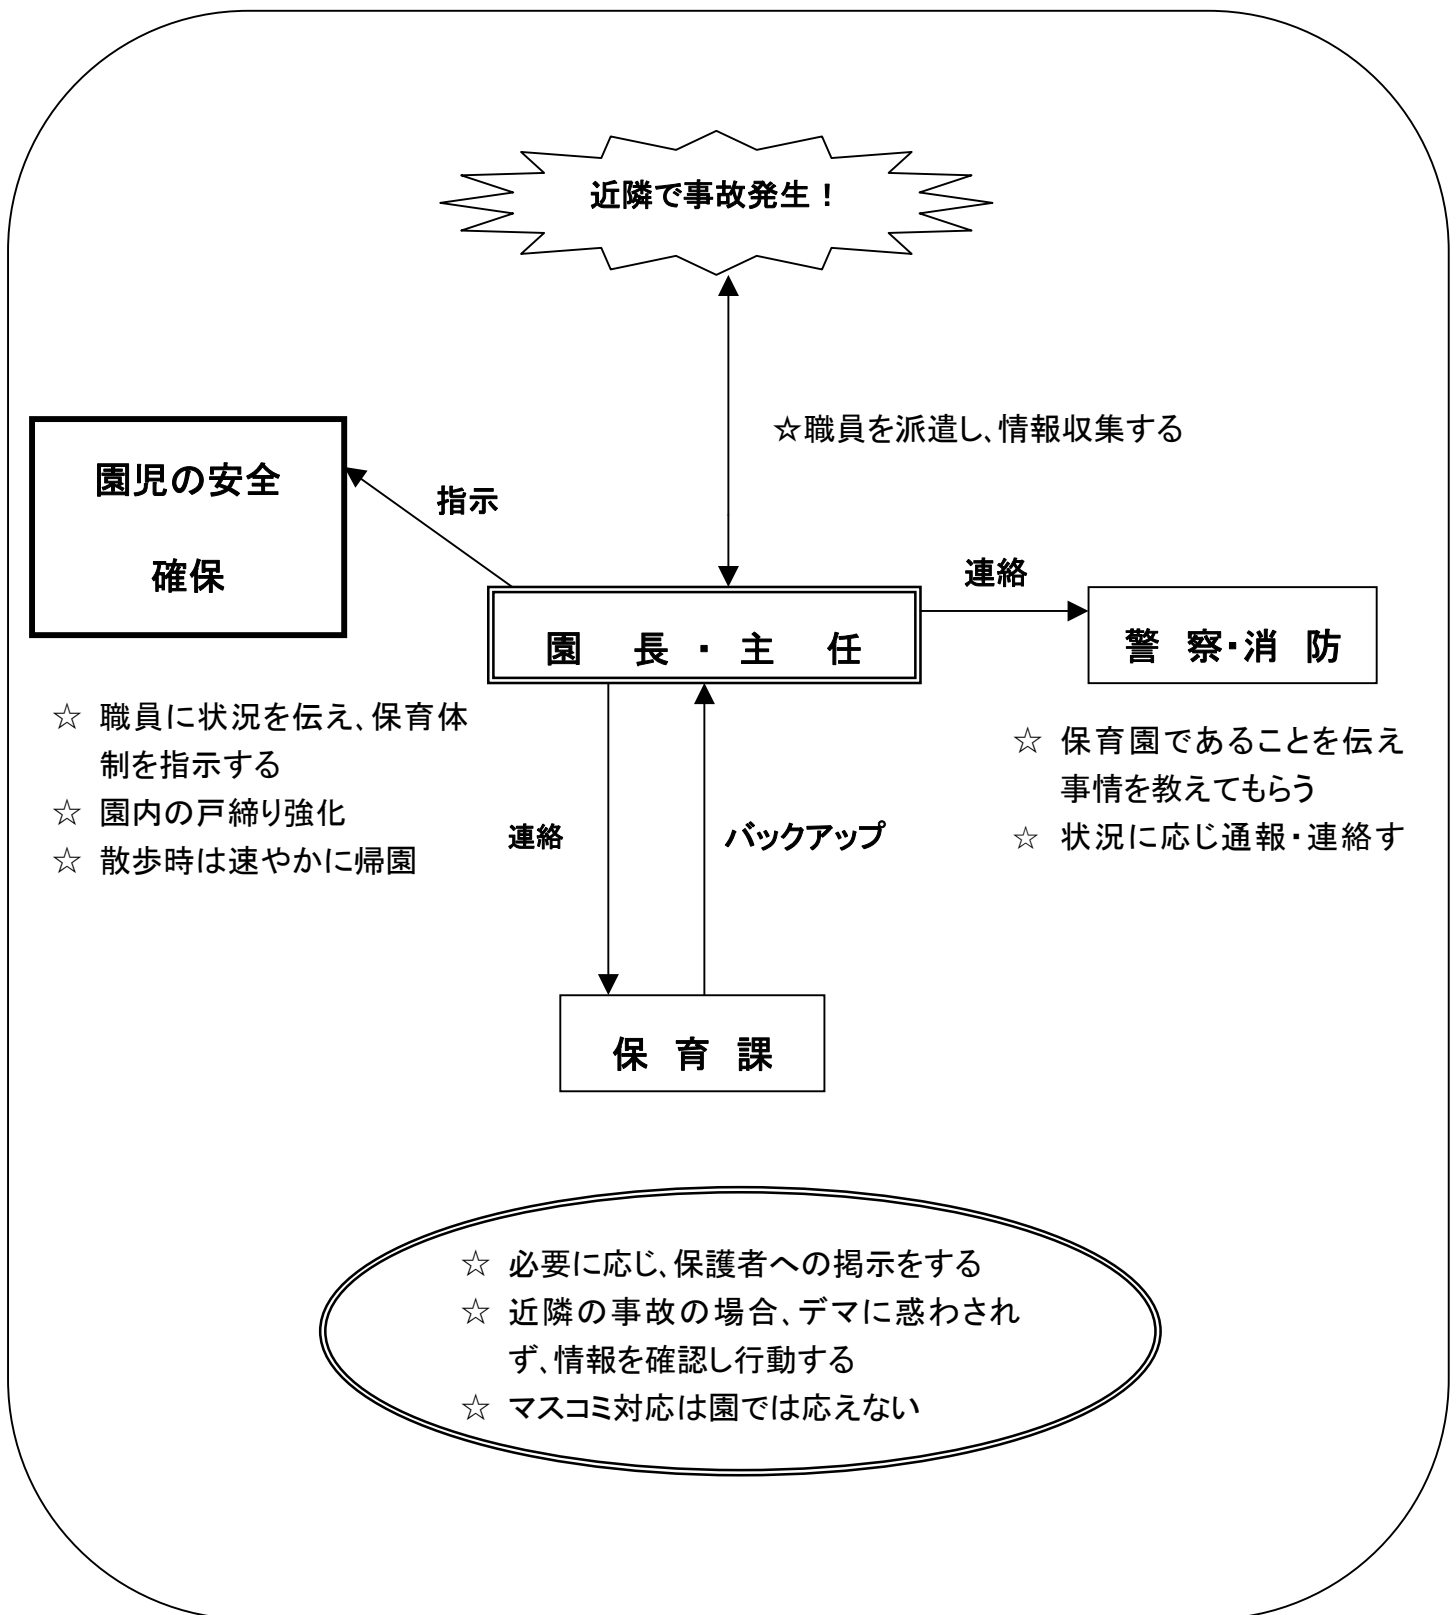 近隣で事故発生！
☆職員を派遣し、情報収集する
園児の安全
確保
指示
連絡
園　長・主　任
警 察・消 防
☆ 職員に状況を伝え、保育体
制を指示する
☆ 園内の戸締り強化
☆ 散歩時は速やかに帰園
☆ 保育園であることを伝え
事情を教えてもらう
☆ 状況に応じ通報・連絡す
連絡
バックアップ
保 育 課
☆ 必要に応じ、保護者への掲示をする
☆ 近隣の事故の場合、デマに惑わされ
ず、情報を確認し行動する
☆ マスコミ対応は園では応えない